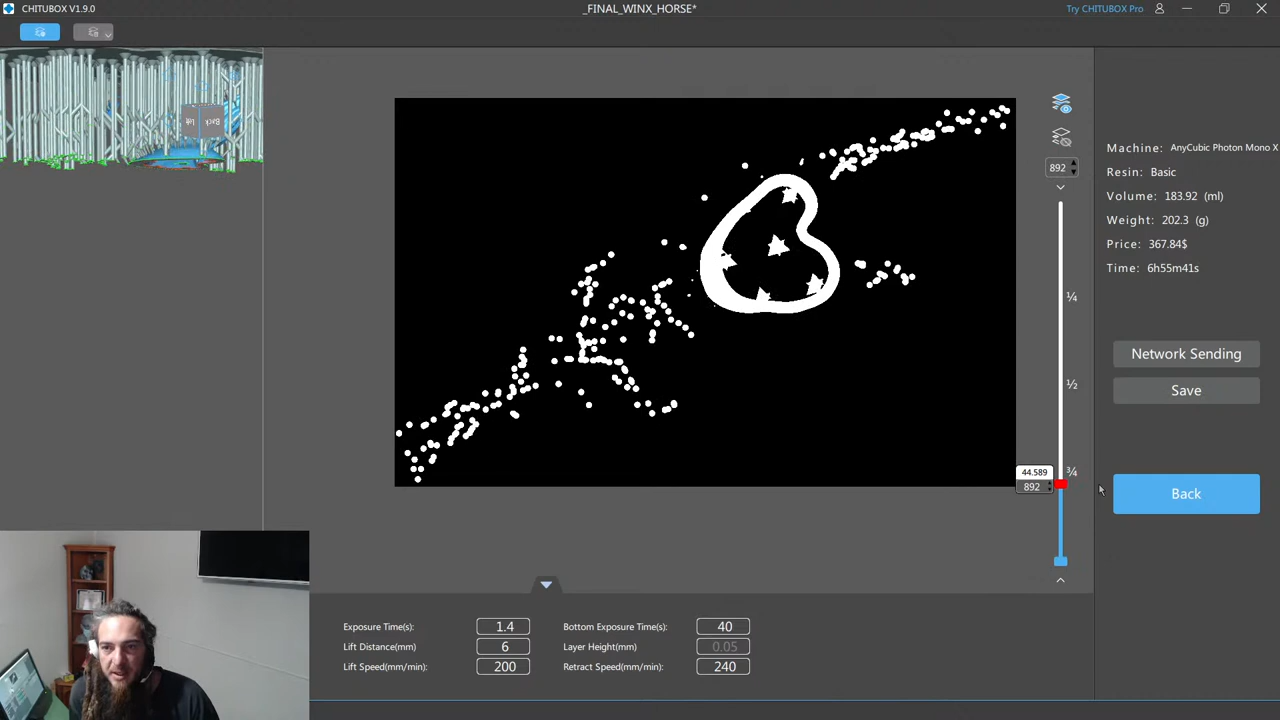 CHITUBOX V1.9.0
_FINAL_WINX_HORSE*
Try CHITUBOX Pro
Left
Back
892
Machine: AnyCubic Photon Mono X
Resin: Basic
Volume: 183.92 (ml)
Weight: 202.3 (g)
Price: 367.84$
Time: 6h55m41s
¼
½
¾
44.589
892
Network Sending
Save
Back
Exposure Time(s): 1.4 Bottom Exposure Time(s): 40
Lift Distance(mm) 6 Layer Height(mm) 0.05
Lift Speed(mm/min): 200 Retract Speed(mm/min): 240